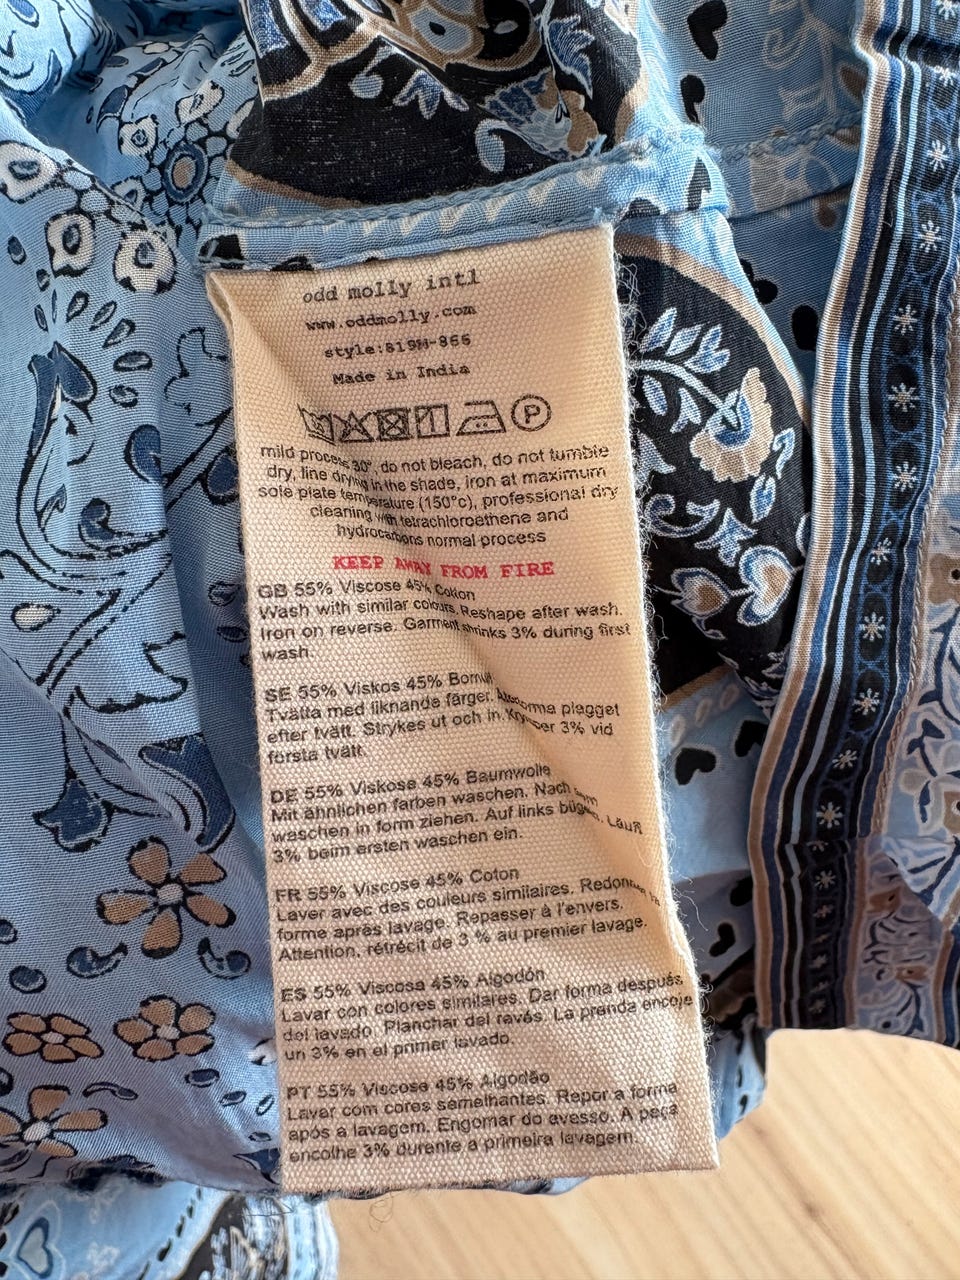 odd molly intl
www.oddmolly.com
style:819M-866
Made in India
P
mild process 30°, do not bleach, do not tumble
dry, line drying in the shade, iron at maximum
sole plate temperature (150°c), professional dry
cleaning with tetrachloroethene and
hydrocarbons normal process
KEEP AWAY FROM FIRE
GB 55% Viscose 45% Cotton
Wash with similar colours. Reshape after wash.
Iron on reverse. Garment shrinks 3% during first
wash.
SE 55% Viskos 45% Bomull
Tvätta med liknande färger. Återforma plagget
efter tvätt. Strykes ut och in. Krymper 3% vid
första tvätt.
DE 55% Viskose 45% Baumwolle
Mit ännlichen farben waschen. Nach dem
waschen in form ziehen. Auf links bügeln. Läuft
3% beim ersten waschen ein.
FR 55% Viscose 45% Coton
Laver avec des couleurs similaires. Redonner la
forme après lavage. Repasser à l'envers.
Attention, rétrécit de 3 % au premier lavage.
ES 55% Viscosa 45% Algodón
Lavar con colores similares. Dar forma después
del lavado. Planchar del revés. La prenda encoje
un 3% en el primer lavado.
PT 55% Viscose 45% Algodão
Lavar com cores semelhantes. Repor a forma
após a lavagem. Engomar do avesso. A peça
encolhe 3% durante a primeira lavagem.